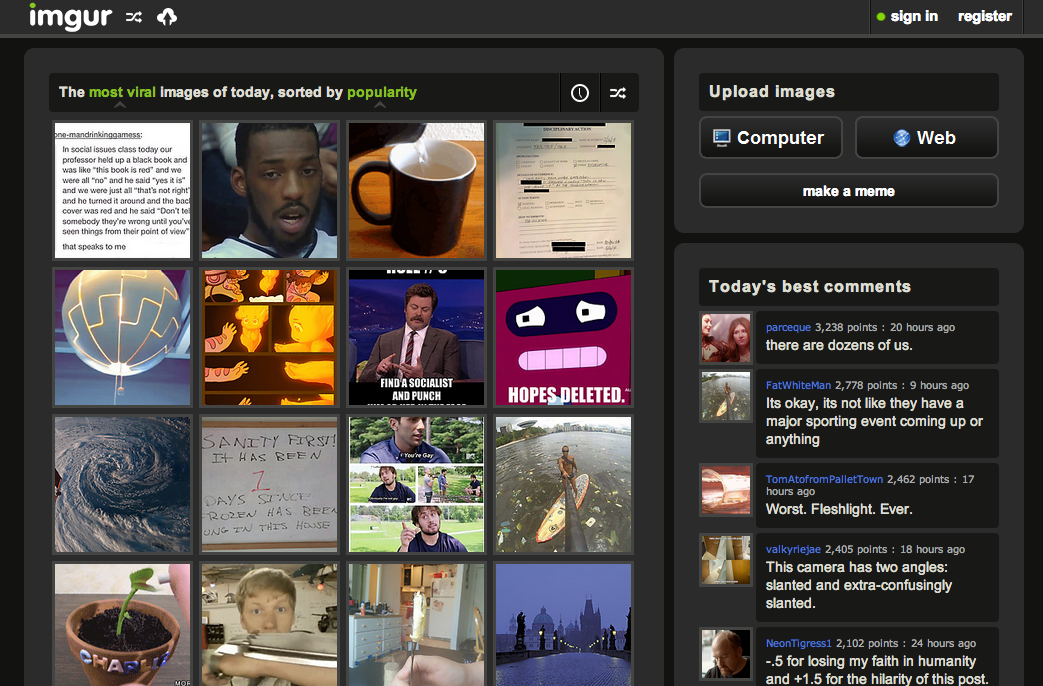 imgur
sign in
register
The most viral images of today, sorted by popularity
one-mandrinkinggamess:
In social issues class today our
professor held up a black book and
was like "this book is red" and we
were all "no" and he said "yes it is"
and we were just all "that's not right"
and he turned it around and the bac
cover was red and he said "Don't tel
somebody they're wrong until you've
seen things from their point of view"
that speaks to me
DISCIPLINARY ACTION
FIND A SOCIALIST
AND PUNCH
HOPES DELETED.
SANITY FIRST!
IT HAS BEEN
1
DAYS SINCE
FROZEN HAS BEEN
SUNG IN THIS HOUSE
You're Gay
CHARLIE
Upload images
Computer
Web
make a meme
Today's best comments
parceque 3,238 points : 20 hours ago
there are dozens of us.
FatWhiteMan 2,778 points : 9 hours ago
Its okay, its not like they have a
major sporting event coming up or
anything
TomAtofromPalletTown 2,462 points : 17
hours ago
Worst. Fleshlight. Ever.
valkyriejae 2,405 points : 18 hours ago
This camera has two angles:
slanted and extra-confusingly
slanted.
NeonTigress1 2,102 points : 24 hours ago
-.5 for losing my faith in humanity
and +1.5 for the hilarity of this post.